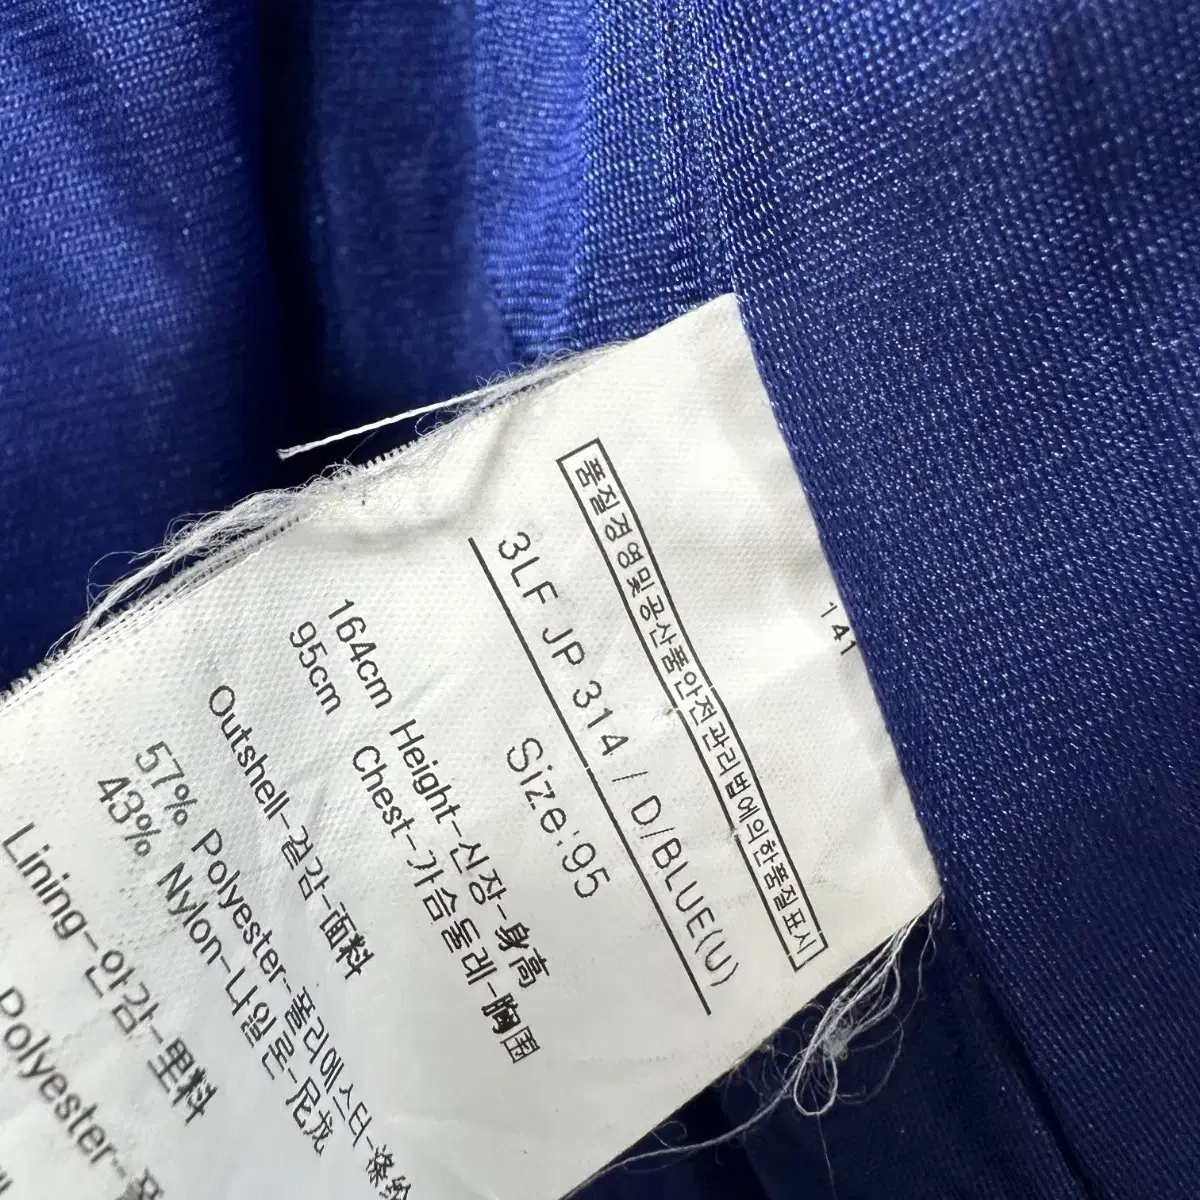 141
품질경영및공산품안전관리법에의한품질표시
3LF JP 314 / D/BLUE(U)
Size:95
164cm Height-신장-身高
95cm Chest-가슴둘레-胸围
Outshell-겉감-面料
57% Polyester-폴리에스터-涤纶
43% Nylon-나일론-尼龙
Lining-안감-里料
Polyester-폴